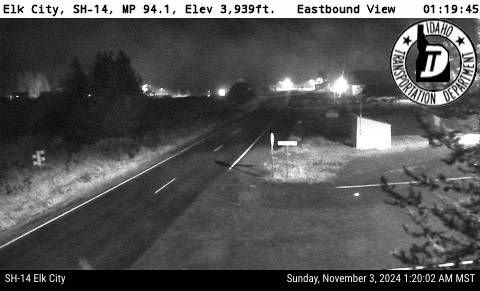 Elk City, SH-14, MP 94.1, Elev 3,939ft.   Eastbound View   01:19:45
IDAHO
TRANSPORTATION DEPARTMENT
SH-14 Elk City   Sunday, November 3, 2024 1:20:02 AM MST